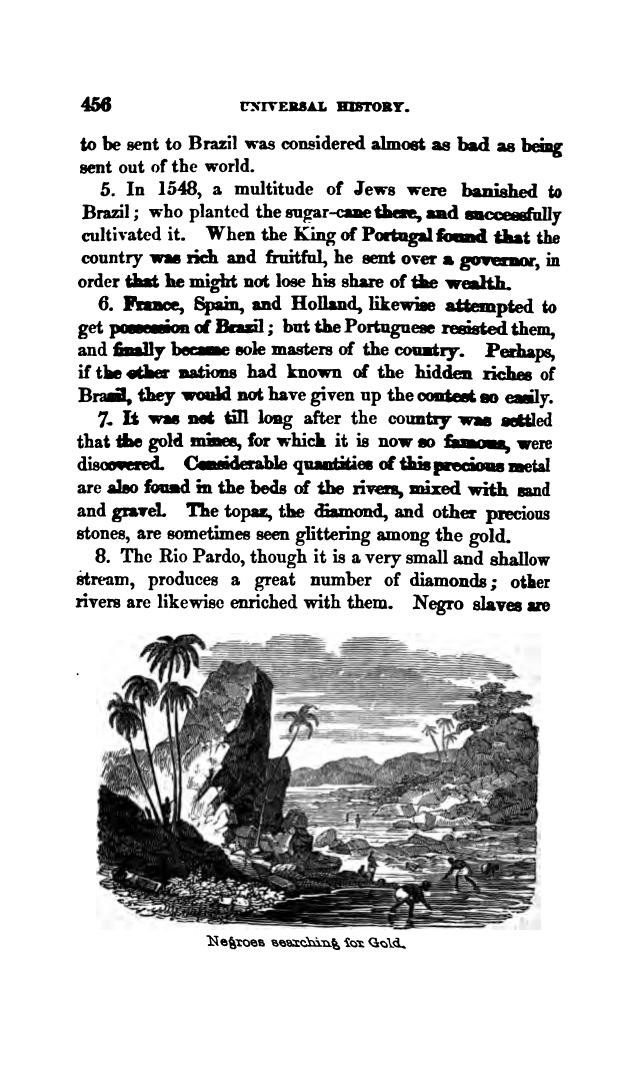 456 UNIVERSAL HISTORY.
to be sent to Brazil was considered almost as bad as being
sent out of the world.
5. In 1548, a multitude of Jews were banished to
Brazil; who planted the sugar-cane there, and successfully
cultivated it. When the King of Portugal found that the
country was rich and fruitful, he sent over a governor, in
order that he might not lose his share of the wealth.
6. France, Spain, and Holland, likewise attempted to
get possession of Brazil; but the Portuguese resisted them,
and finally became sole masters of the country. Perhaps,
if the other nations had known of the hidden riches of
Brazil, they would not have given up the contest so easily.
7. It was not till long after the country was settled
that the gold mines, for which it is now so famous, were
discovered. Considerable quantities of this precious metal
are also found in the beds of the rivers, mixed with sand
and gravel. The topaz, the diamond, and other precious
stones, are sometimes seen glittering among the gold.
8. The Rio Pardo, though it is a very small and shallow
stream, produces a great number of diamonds; other
rivers are likewise enriched with them. Negro slaves are
Negroes searching for Gold.